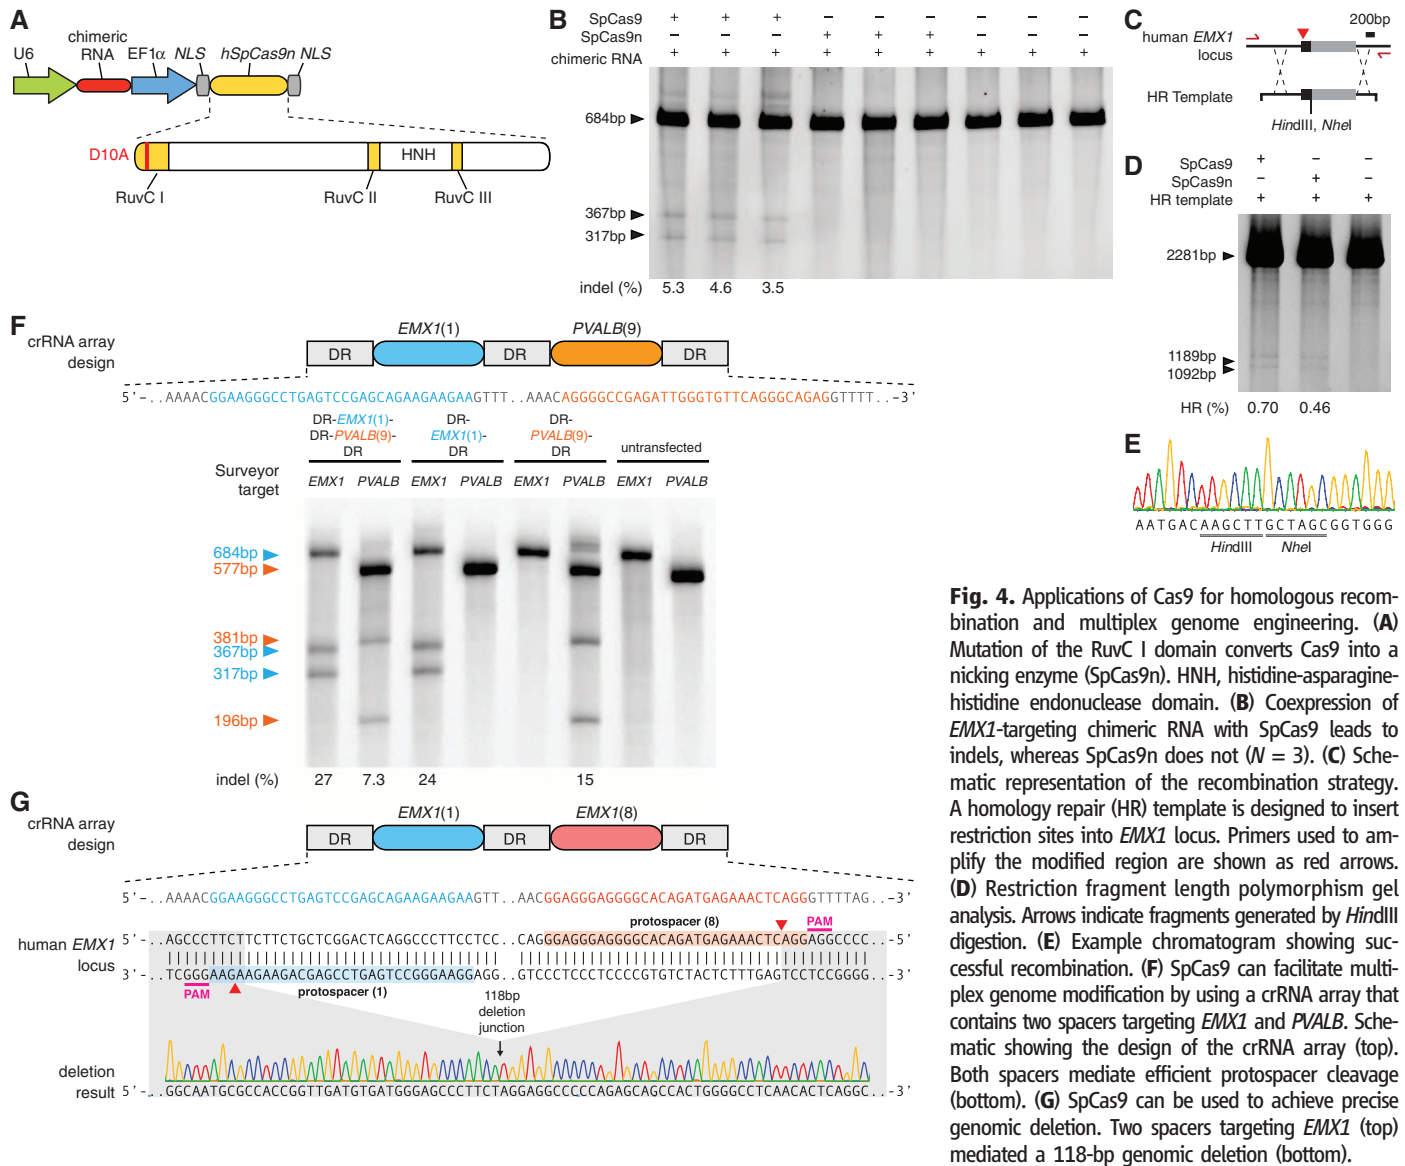 A
U6
chimeric
RNA
EF1α
NLS
hSpCas9n
NLS
D10A
HNH
RuvC I
RuvC II
RuvC III
B
SpCas9 + + + – – – – – –
SpCas9n – – – + + + – – –
chimeric RNA + + + + + + + + +
684bp
367bp
317bp
indel (%) 5.3 4.6 3.5
C
200bp
human EMX1
locus
HR Template
HindIII, NheI
D
SpCas9 + – –
SpCas9n – + –
HR template + + +
2281bp
1189bp
1092bp
HR (%) 0.70 0.46
E
AATGACAAGCTTGCTAGCGGTGGG
HindIII NheI
F
crRNA array
design
EMX1(1) PVALB(9)
DR DR DR
5'-..AAAACGGAAGGGCCTGAGTCCGAGCAGAAGAAGAAGTTT..AAACAGGGGCCGAGATTGGGTGTTCAGGGCAGAGGTTTT..-3'
DR-EMX1(1)-
DR-PVALB(9)-
DR
DR-
EMX1(1)-
DR
DR-
PVALB(9)-
DR
untransfected
Surveyor
target
EMX1 PVALB EMX1 PVALB EMX1 PVALB EMX1 PVALB
684bp
577bp
381bp
367bp
317bp
196bp
indel (%) 27 7.3 24 15
G
crRNA array
design
EMX1(1) EMX1(8)
DR DR DR
5'-..AAAACGGAAGGGCCTGAGTCCGAGCAGAAGAAGAAGTT..AACGGAGGGAGGGGCACAGATGAGAAACTCAGGGTTTTAG..-3'
protospacer (8)
PAM
human EMX1
locus
5'-..AGCCCTTCTTCTTCTGCTCGGACTCAGGCCCTTCCTCC..CAGGGAGGGAGGGGCACAGATGAGAAACTCAGGAGGCCCC..-5'
3'-..TCGGGAAGAAGAAGACGAGCCTGAGTCCGGGAAGGAGG..GTCCCTCCCTCCCCGTGTCTACTCTTTGAGTCCTCCGGGG..-3'
PAM
protospacer (1)
118bp
deletion
junction
deletion
result
5'-..GGCAATGCGCCACCGGTTGATGTGATGGGAGCCCTTCTAGGAGGCCCCCAGAGCAGCCACTGGGGCCTCAACACTCAGGC..-3'
Fig. 4. Applications of Cas9 for homologous recom-
bination and multiplex genome engineering. (A)
Mutation of the RuvC I domain converts Cas9 into a
nicking enzyme (SpCas9n). HNH, histidine-asparagine-
histidine endonuclease domain. (B) Coexpression of
EMX1-targeting chimeric RNA with SpCas9 leads to
indels, whereas SpCas9n does not (N = 3). (C) Sche-
matic representation of the recombination strategy.
A homology repair (HR) template is designed to insert
restriction sites into EMX1 locus. Primers used to am-
plify the modified region are shown as red arrows.
(D) Restriction fragment length polymorphism gel
analysis. Arrows indicate fragments generated by HindIII
digestion. (E) Example chromatogram showing suc-
cessful recombination. (F) SpCas9 can facilitate multi-
plex genome modification by using a crRNA array that
contains two spacers targeting EMX1 and PVALB. Sche-
matic showing the design of the crRNA array (top).
Both spacers mediate efficient protospacer cleavage
(bottom). (G) SpCas9 can be used to achieve precise
genomic deletion. Two spacers targeting EMX1 (top)
mediated a 118-bp genomic deletion (bottom).